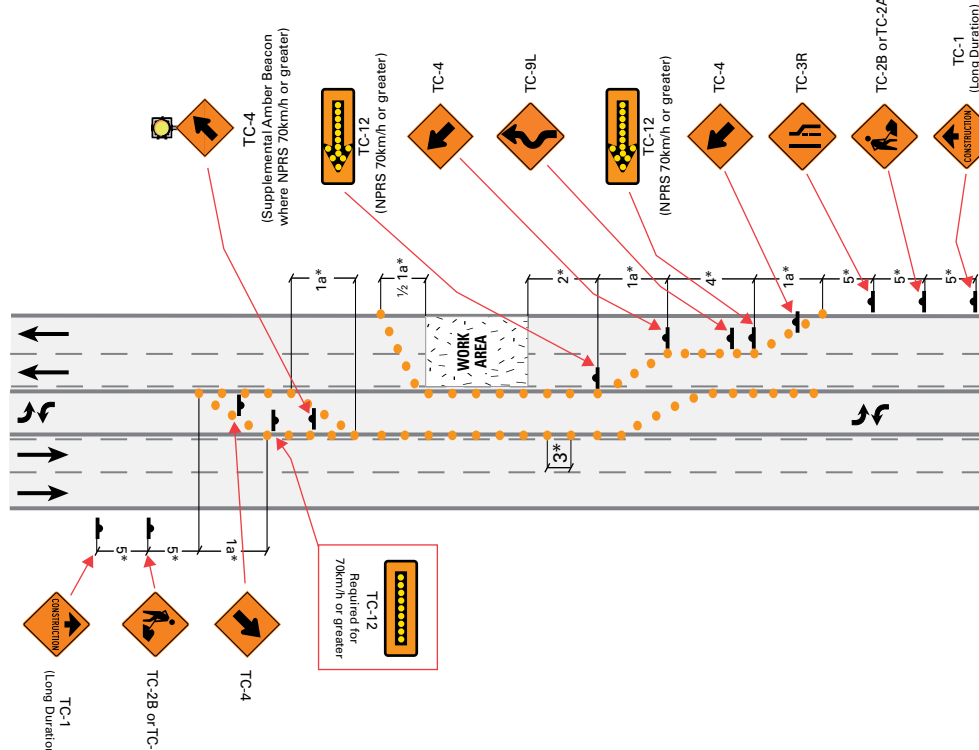 TC-4
(Supplemental Amber Beacon
where NPRS 70km/h or greater)
TC-12
(NPRS 70km/h or greater)
TC-4
TC-9L
TC-12
(NPRS 70km/h or greater)
TC-4
TC-3R
TC-2B or TC-2A
TC-1
(Long Duration)
CONSTRUCTION
1a*
½ 1a*
2*
1a*
4*
1a*
5*
5*
5*
WORK
AREA
3*
5*
5*
1a*
TC-12
Required for
70km/h or greater
CONSTRUCTION
TC-1
(Long Duratio
TC-2B or TC-
TC-4